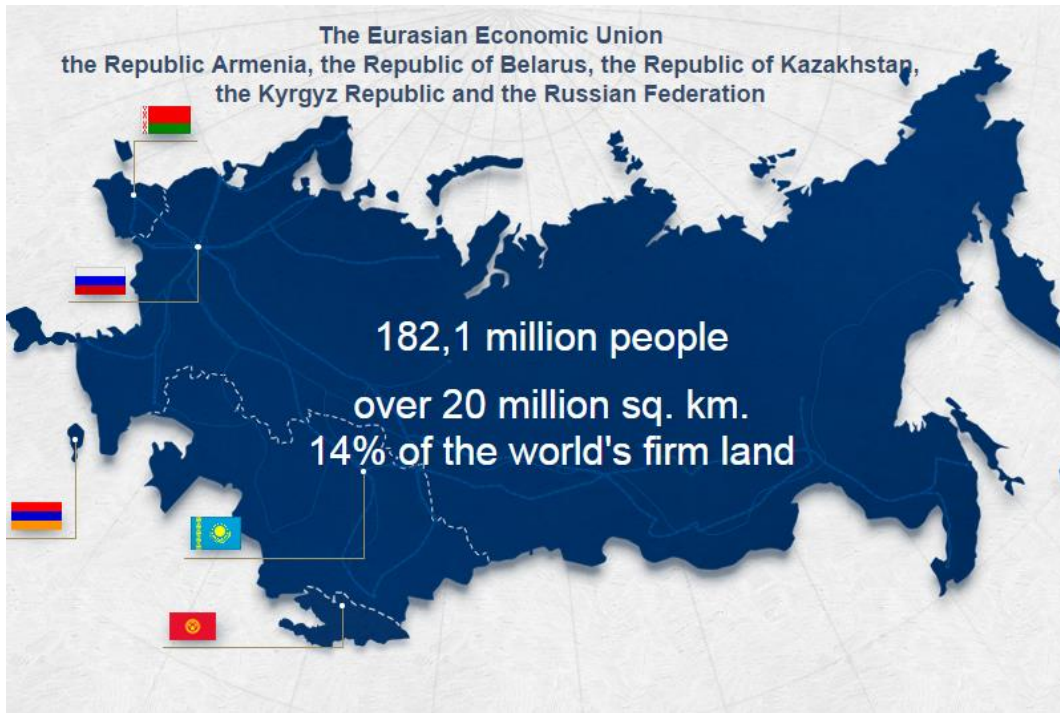 The Eurasian Economic Union
the Republic Armenia, the Republic of Belarus, the Republic of Kazakhstan,
the Kyrgyz Republic and the Russian Federation
182,1 million people
over 20 million sq. km.
14% of the world's firm land